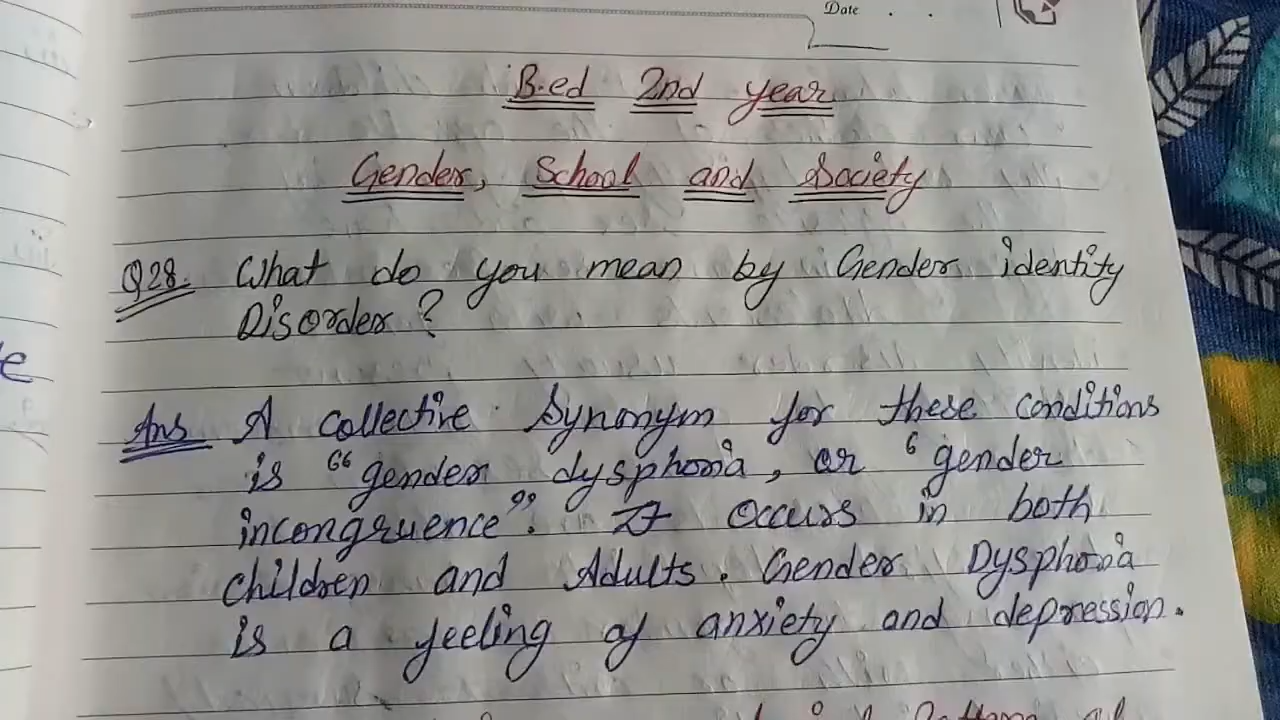 Date
B.ed 2nd year
Gender, School and Society
Q28. What do you mean by Gender identity
Disorder ?
Ans A collective Synonym for these conditions
is “gender dysphoria, or ‘gender
incongruence”. It occurs in both
children and Adults. Gender Dysphoria
is a feeling of anxiety and depression.